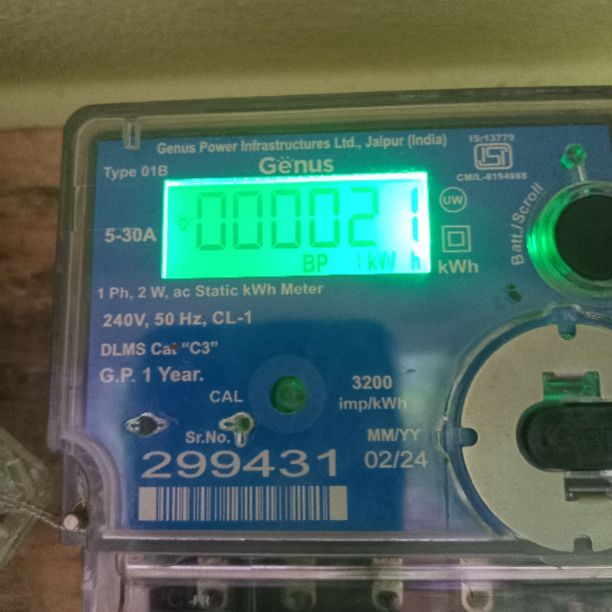 Genus Power Infrastructures Ltd., Jaipur (India)
IS:13779
Type 01B
Genus
ISI
CM/L-8194988
UW
5-30A
000021
BP 1 kW h
kWh
Batt./Scroll
1 Ph, 2 W, ac Static kWh Meter
240V, 50 Hz, CL-1
DLMS Cat "C3"
G.P. 1 Year.
CAL
3200
imp/kWh
Sr.No.
MM/YY
299431
02/24